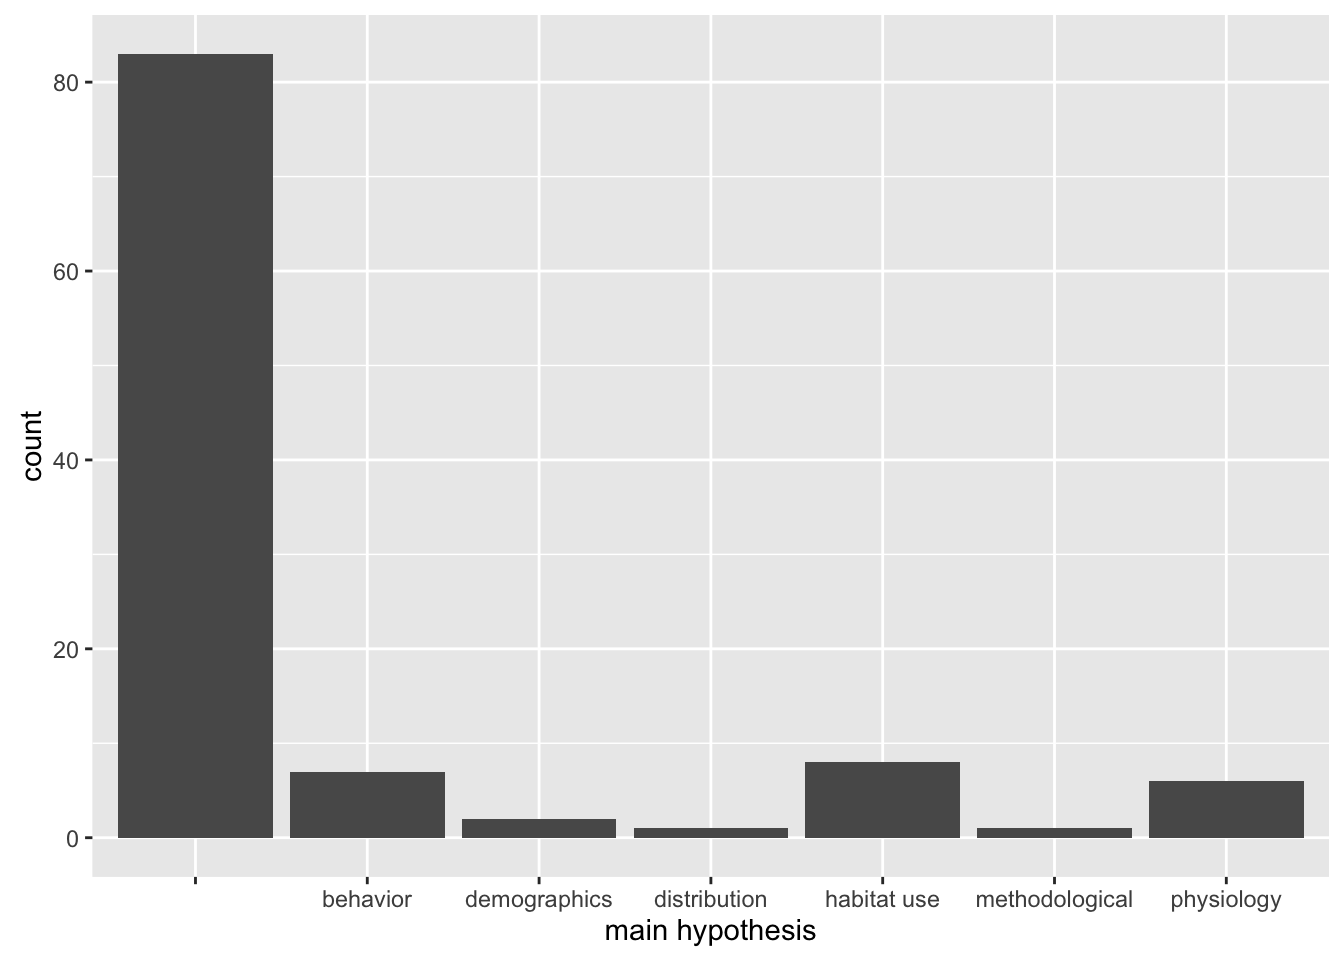 80
60
40
20
0
count
behavior demographics distribution habitat use methodological physiology
main hypothesis